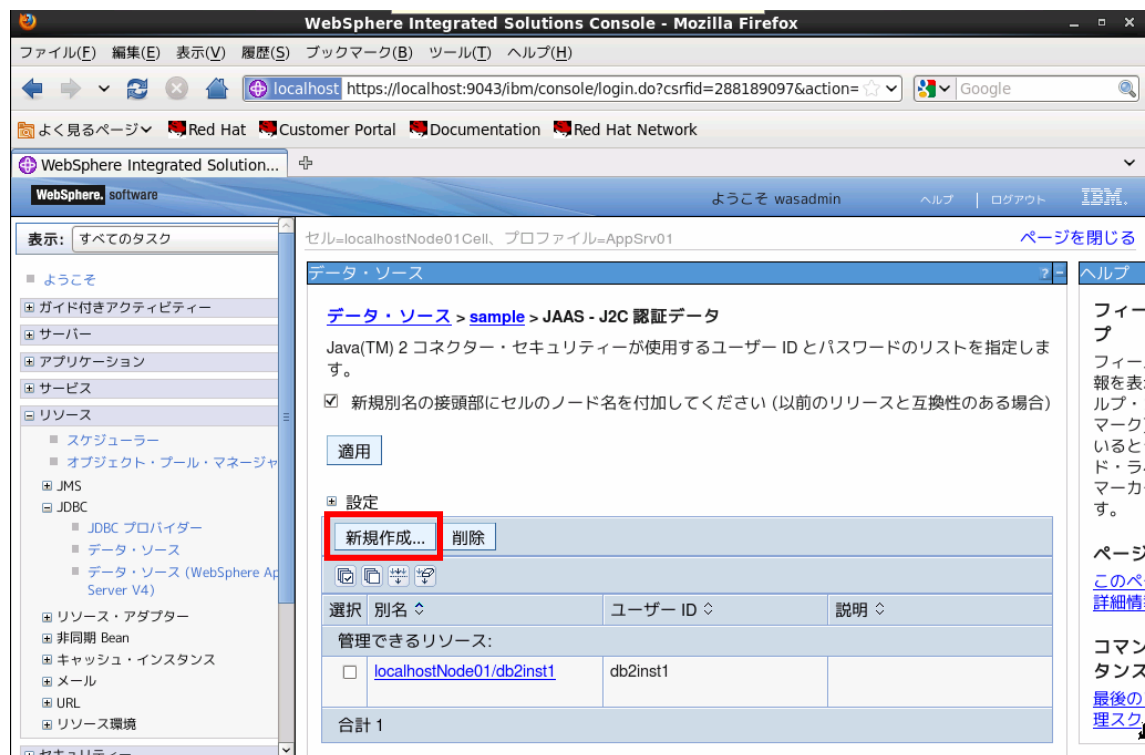 WebSphere Integrated Solutions Console - Mozilla Firefox
ファイル(F) 編集(E) 表示(V) 履歴(S) ブックマーク(B) ツール(T) ヘルプ(H)
localhost https://localhost:9043/ibm/console/login.do?csrfid=288189097&action= Google
よく見るページ Red Hat Customer Portal Documentation Red Hat Network
WebSphere Integrated Solution...
WebSphere. software ようこそ wasadmin ヘルプ | ログアウト IBM.
表示: すべてのタスク
ようこそ
ガイド付きアクティビティー
サーバー
アプリケーション
サービス
リソース
スケジューラー
オブジェクト・プール・マネージャ
JMS
JDBC
JDBC プロバイダー
データ・ソース
データ・ソース (WebSphere Ap
Server V4)
リソース・アダプター
非同期 Bean
キャッシュ・インスタンス
メール
URL
リソース環境
セキュリティー
セル=localhostNode01Cell、プロファイル=AppSrv01 ページを閉じる
データ・ソース ? -
データ・ソース > sample > JAAS - J2C 認証データ
Java(TM) 2 コネクター・セキュリティーが使用するユーザー ID とパスワードのリストを指定しま
す。
新規別名の接頭部にセルのノード名を付加してください (以前のリリースと互換性のある場合)
適用
設定
新規作成... 削除
選択 別名 ユーザー ID 説明
管理できるリソース:
localhostNode01/db2inst1 db2inst1
合計 1
ヘルプ
フィー
プ
フィー
報を表
ルプ・
マーク
いると
ド・ラ
マーカ
す。
ページ
このペ
詳細情
コマン
タンス
最後の
理スク